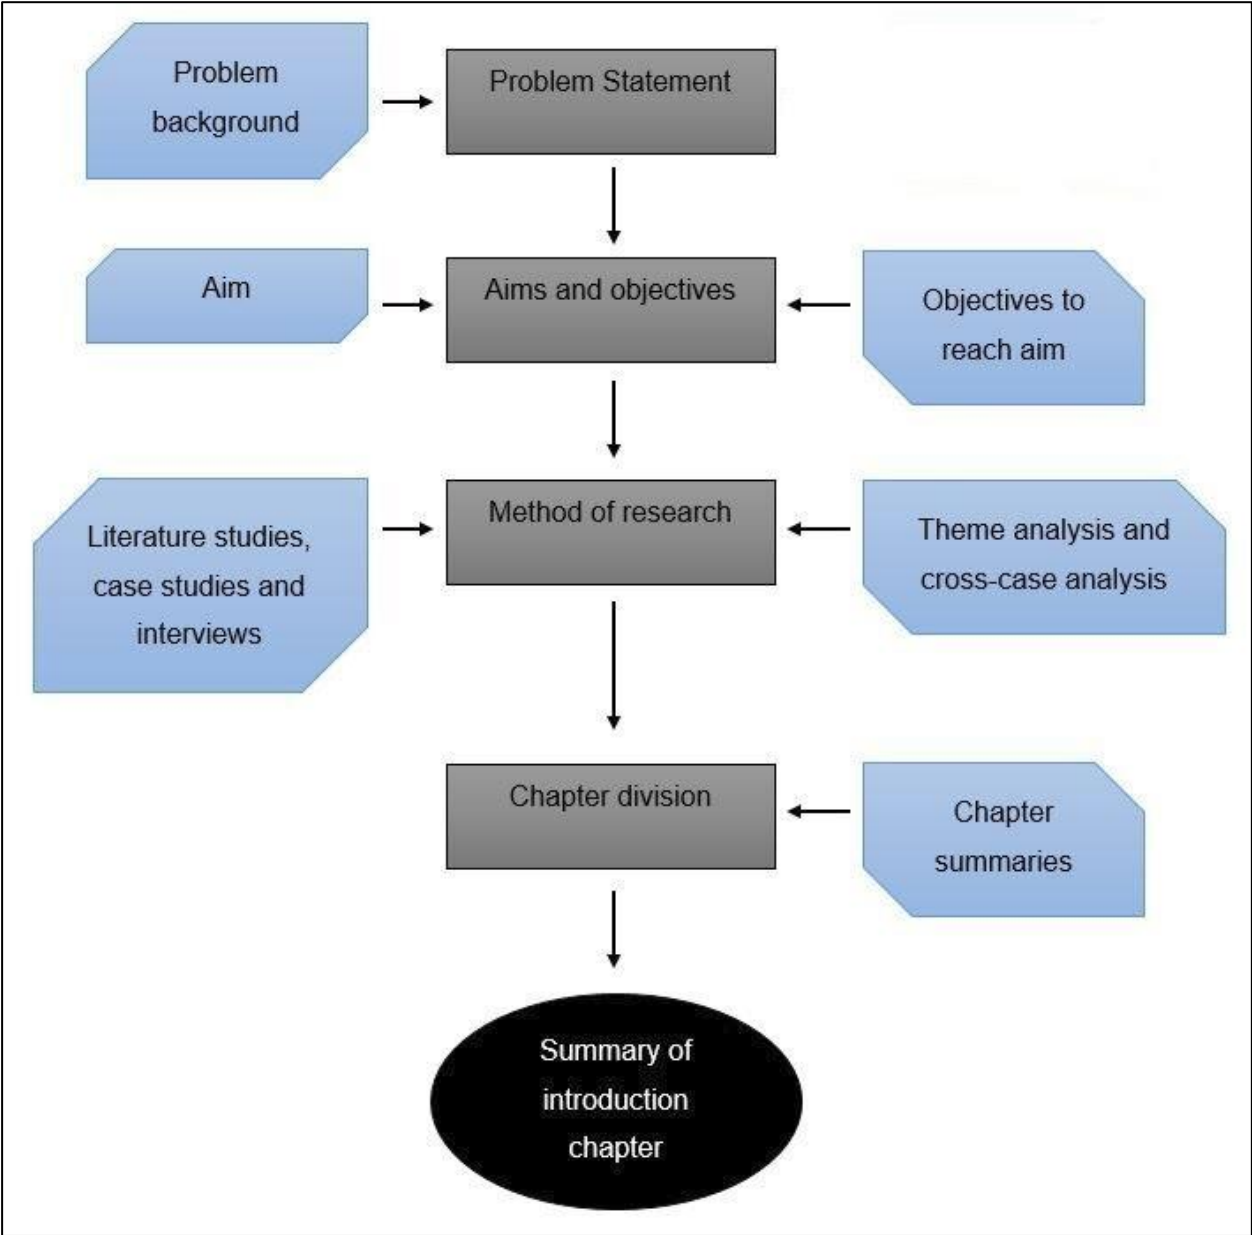 Problem
background
Problem Statement
Aim
Aims and objectives
Objectives to
reach aim
Literature studies,
case studies and
interviews
Method of research
Theme analysis and
cross-case analysis
Chapter division
Chapter
summaries
Summary of
introduction
chapter